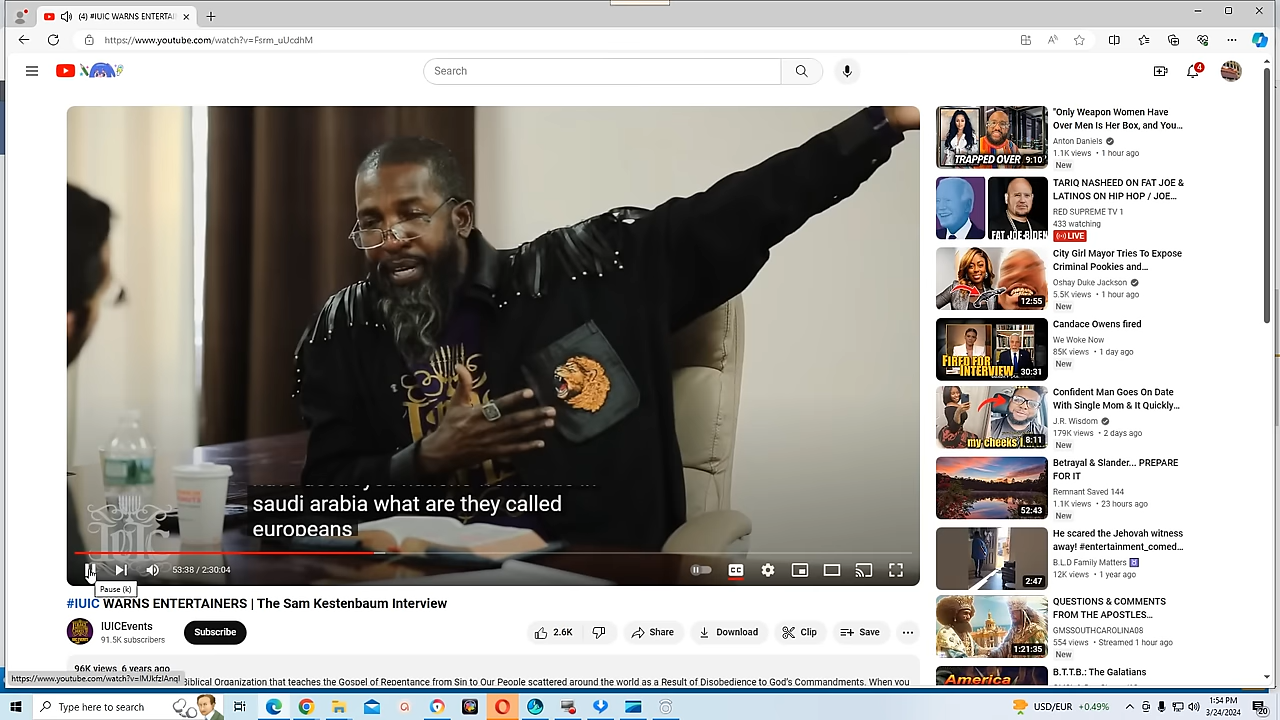 (4) #IUIC WARNS ENTERTAI
https://www.youtube.com/watch?v=Fsrm_uUcdhM
Search
4
IUIC
saudi arabia what are they called
europeans
IUIC
53:38 / 2:30:04
CC
Pause (k)
#IUIC WARNS ENTERTAINERS | The Sam Kestenbaum Interview
IUICEvents
91.5K subscribers
Subscribe
2.6K
Share
Download
Clip
Save
96K views 6 years ago
Biblical Organization that teaches the Gospel of Repentance from Sin to Our People scattered around the world as a Result of Disobedience to God's Commandments. When you
https://www.youtube.com/watch?v=lMJkfzlAnqI
TRAPPED OVER
9:10
"Only Weapon Women Have
Over Men Is Her Box, and You...
Anton Daniels
1.1K views • 1 hour ago
New
FAT JOE BIDEN
TARIQ NASHEED ON FAT JOE &
LATINOS ON HIP HOP / JOE...
RED SUPREME TV 1
433 watching
LIVE
12:55
City Girl Mayor Tries To Expose
Criminal Pookies and...
Oshay Duke Jackson
5.5K views • 1 hour ago
New
FIRED FOR
INTERVIEW
30:31
Candace Owens fired
We Woke Now
85K views • 1 day ago
New
my cheeks
8:11
Confident Man Goes On Date
With Single Mom & It Quickly...
J.R. Wisdom
179K views • 2 days ago
New
52:43
Betrayal & Slander... PREPARE
FOR IT
Remnant Saved 144
1.1K views • 23 hours ago
New
2:47
He scared the Jehovah witness
away! #entertainment_comed...
B.L.D Family Matters
12K views • 1 year ago
1:21:35
QUESTIONS & COMMENTS
FROM THE APOSTLES...
GMSSOUTHCAROLINA08
554 views • Streamed 1 hour ago
New
America
B.T.T.B.: The Galatians
Type here to search
USD/EUR +0.49%
1:54 PM
3/24/2024
20